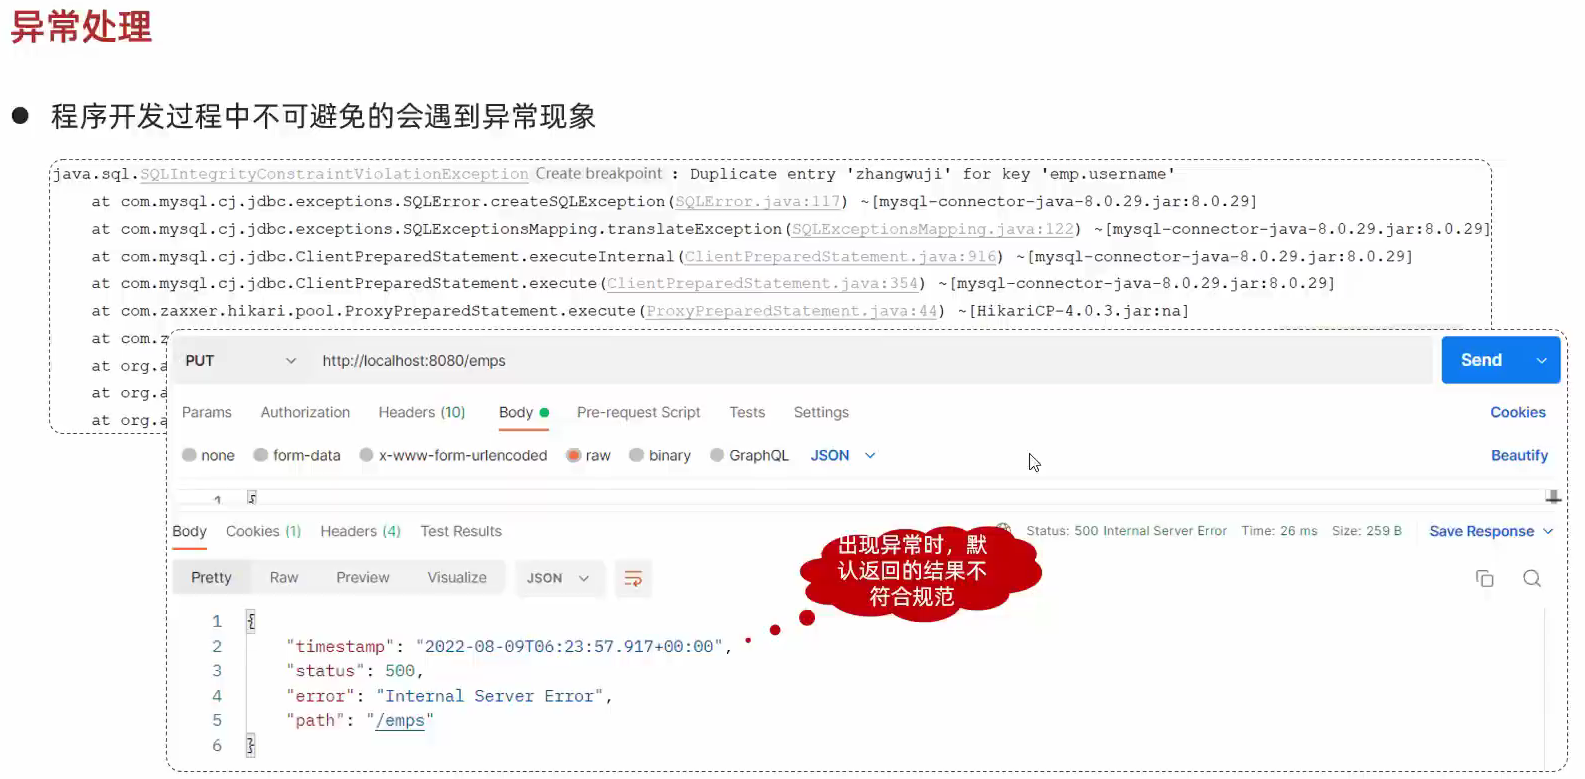 异常处理
● 程序开发过程中不可避免的会遇到异常现象
java.sql.SQLIntegrityConstraintViolationException Create breakpoint : Duplicate entry 'zhangwuji' for key 'emp.username'
at com.mysql.cj.jdbc.exceptions.SQLError.createSQLException(SQLError.java:117) ~[mysql-connector-java-8.0.29.jar:8.0.29]
at com.mysql.cj.jdbc.exceptions.SQLExceptionsMapping.translateException(SQLExceptionsMapping.java:122) ~[mysql-connector-java-8.0.29.jar:8.0.29]
at com.mysql.cj.jdbc.ClientPreparedStatement.executeInternal(ClientPreparedStatement.java:916) ~[mysql-connector-java-8.0.29.jar:8.0.29]
at com.mysql.cj.jdbc.ClientPreparedStatement.execute(ClientPreparedStatement.java:354) ~[mysql-connector-java-8.0.29.jar:8.0.29]
at com.zaxxer.hikari.pool.ProxyPreparedStatement.execute(ProxyPreparedStatement.java:44) ~[HikariCP-4.0.3.jar:na]
at com.z
at org.a
at org.a
at org.a
PUT http://localhost:8080/emps Send
Params Authorization Headers (10) Body Pre-request Script Tests Settings Cookies
none form-data x-www-form-urlencoded raw binary GraphQL JSON Beautify
1 {
Body Cookies (1) Headers (4) Test Results Status: 500 Internal Server Error Time: 26 ms Size: 259 B Save Response
出现异常时，默
认返回的结果不
符合规范
Pretty Raw Preview Visualize JSON
1 {
2 "timestamp": "2022-08-09T06:23:57.917+00:00",
3 "status": 500,
4 "error": "Internal Server Error",
5 "path": "/emps"
6 }